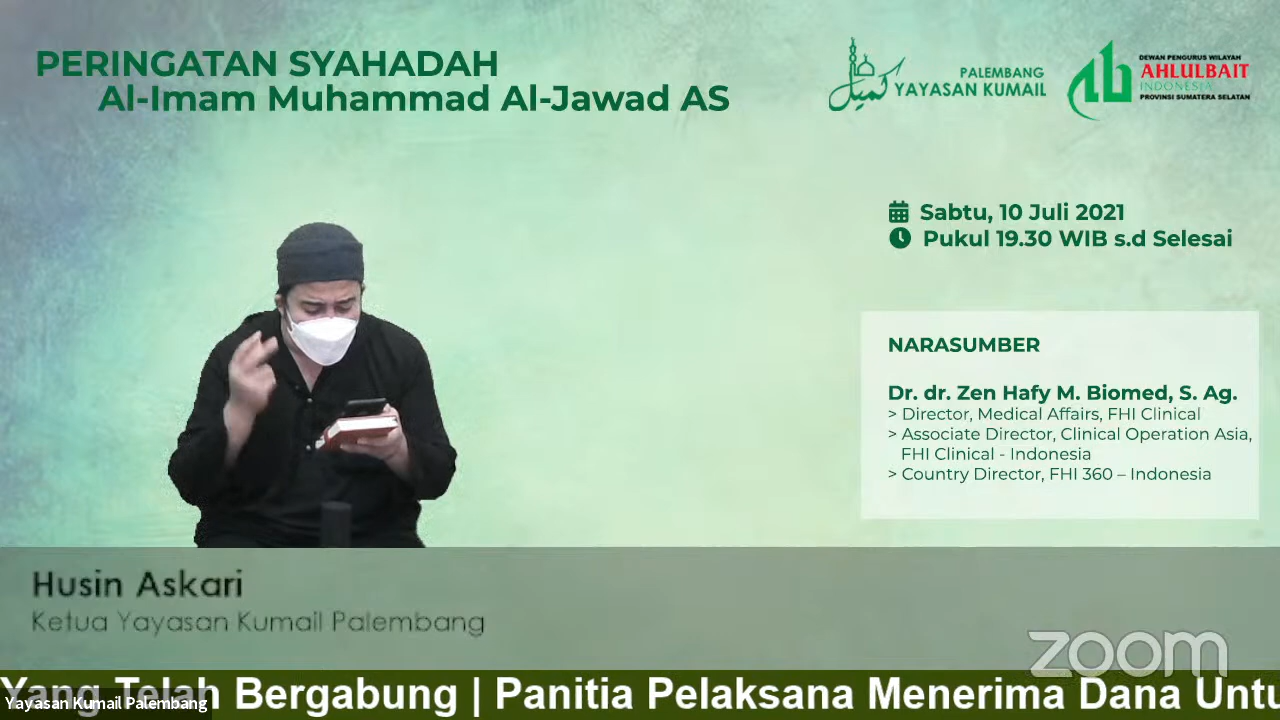 PERINGATAN SYAHADAH
Al-Imam Muhammad Al-Jawad AS
كميل
PALEMBANG
YAYASAN KUMAIL
DEWAN PENGURUS WILAYAH
AHLULBAIT
INDONESIA
PROVINSI SUMATERA SELATAN
Sabtu, 10 Juli 2021
Pukul 19.30 WIB s.d Selesai
NARASUMBER
Dr. dr. Zen Hafy M. Biomed, S. Ag.
> Director, Medical Affairs, FHI Clinical
> Associate Director, Clinical Operation Asia,
FHI Clinical - Indonesia
> Country Director, FHI 360 – Indonesia
Husin Askari
Ketua Yayasan Kumail Palembang
zoom
Yang Telah Bergabung | Panitia Pelaksana Menerima Dana Untu
Yayasan Kumail Palembang